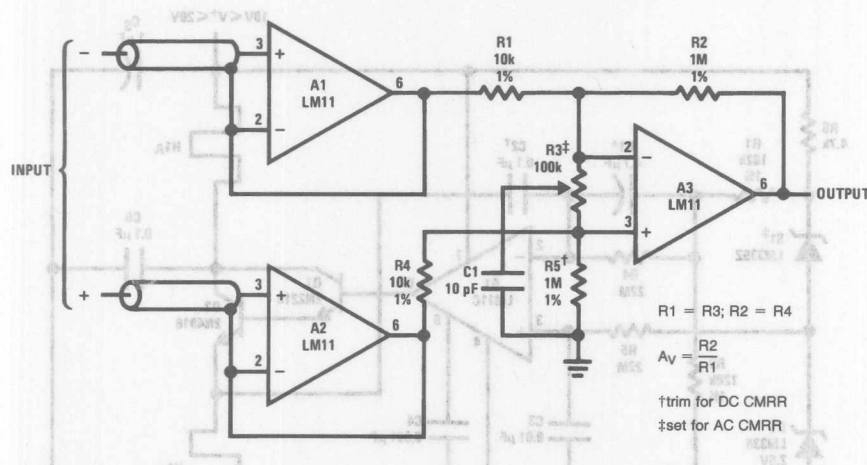 INPUT
−
+
3
+
A1
LM11
2
−
6
R1
10k
1%
R2
1M
1%
R3‡
100k
2
−
A3
LM11
3
+
6
OUTPUT
R4
10k
1%
C1
10 pF
R5†
1M
1%
3
+
A2
LM11
2
−
6
R1 = R3; R2 = R4
A_V = R2
R1
†trim for DC CMRR
‡set for AC CMRR